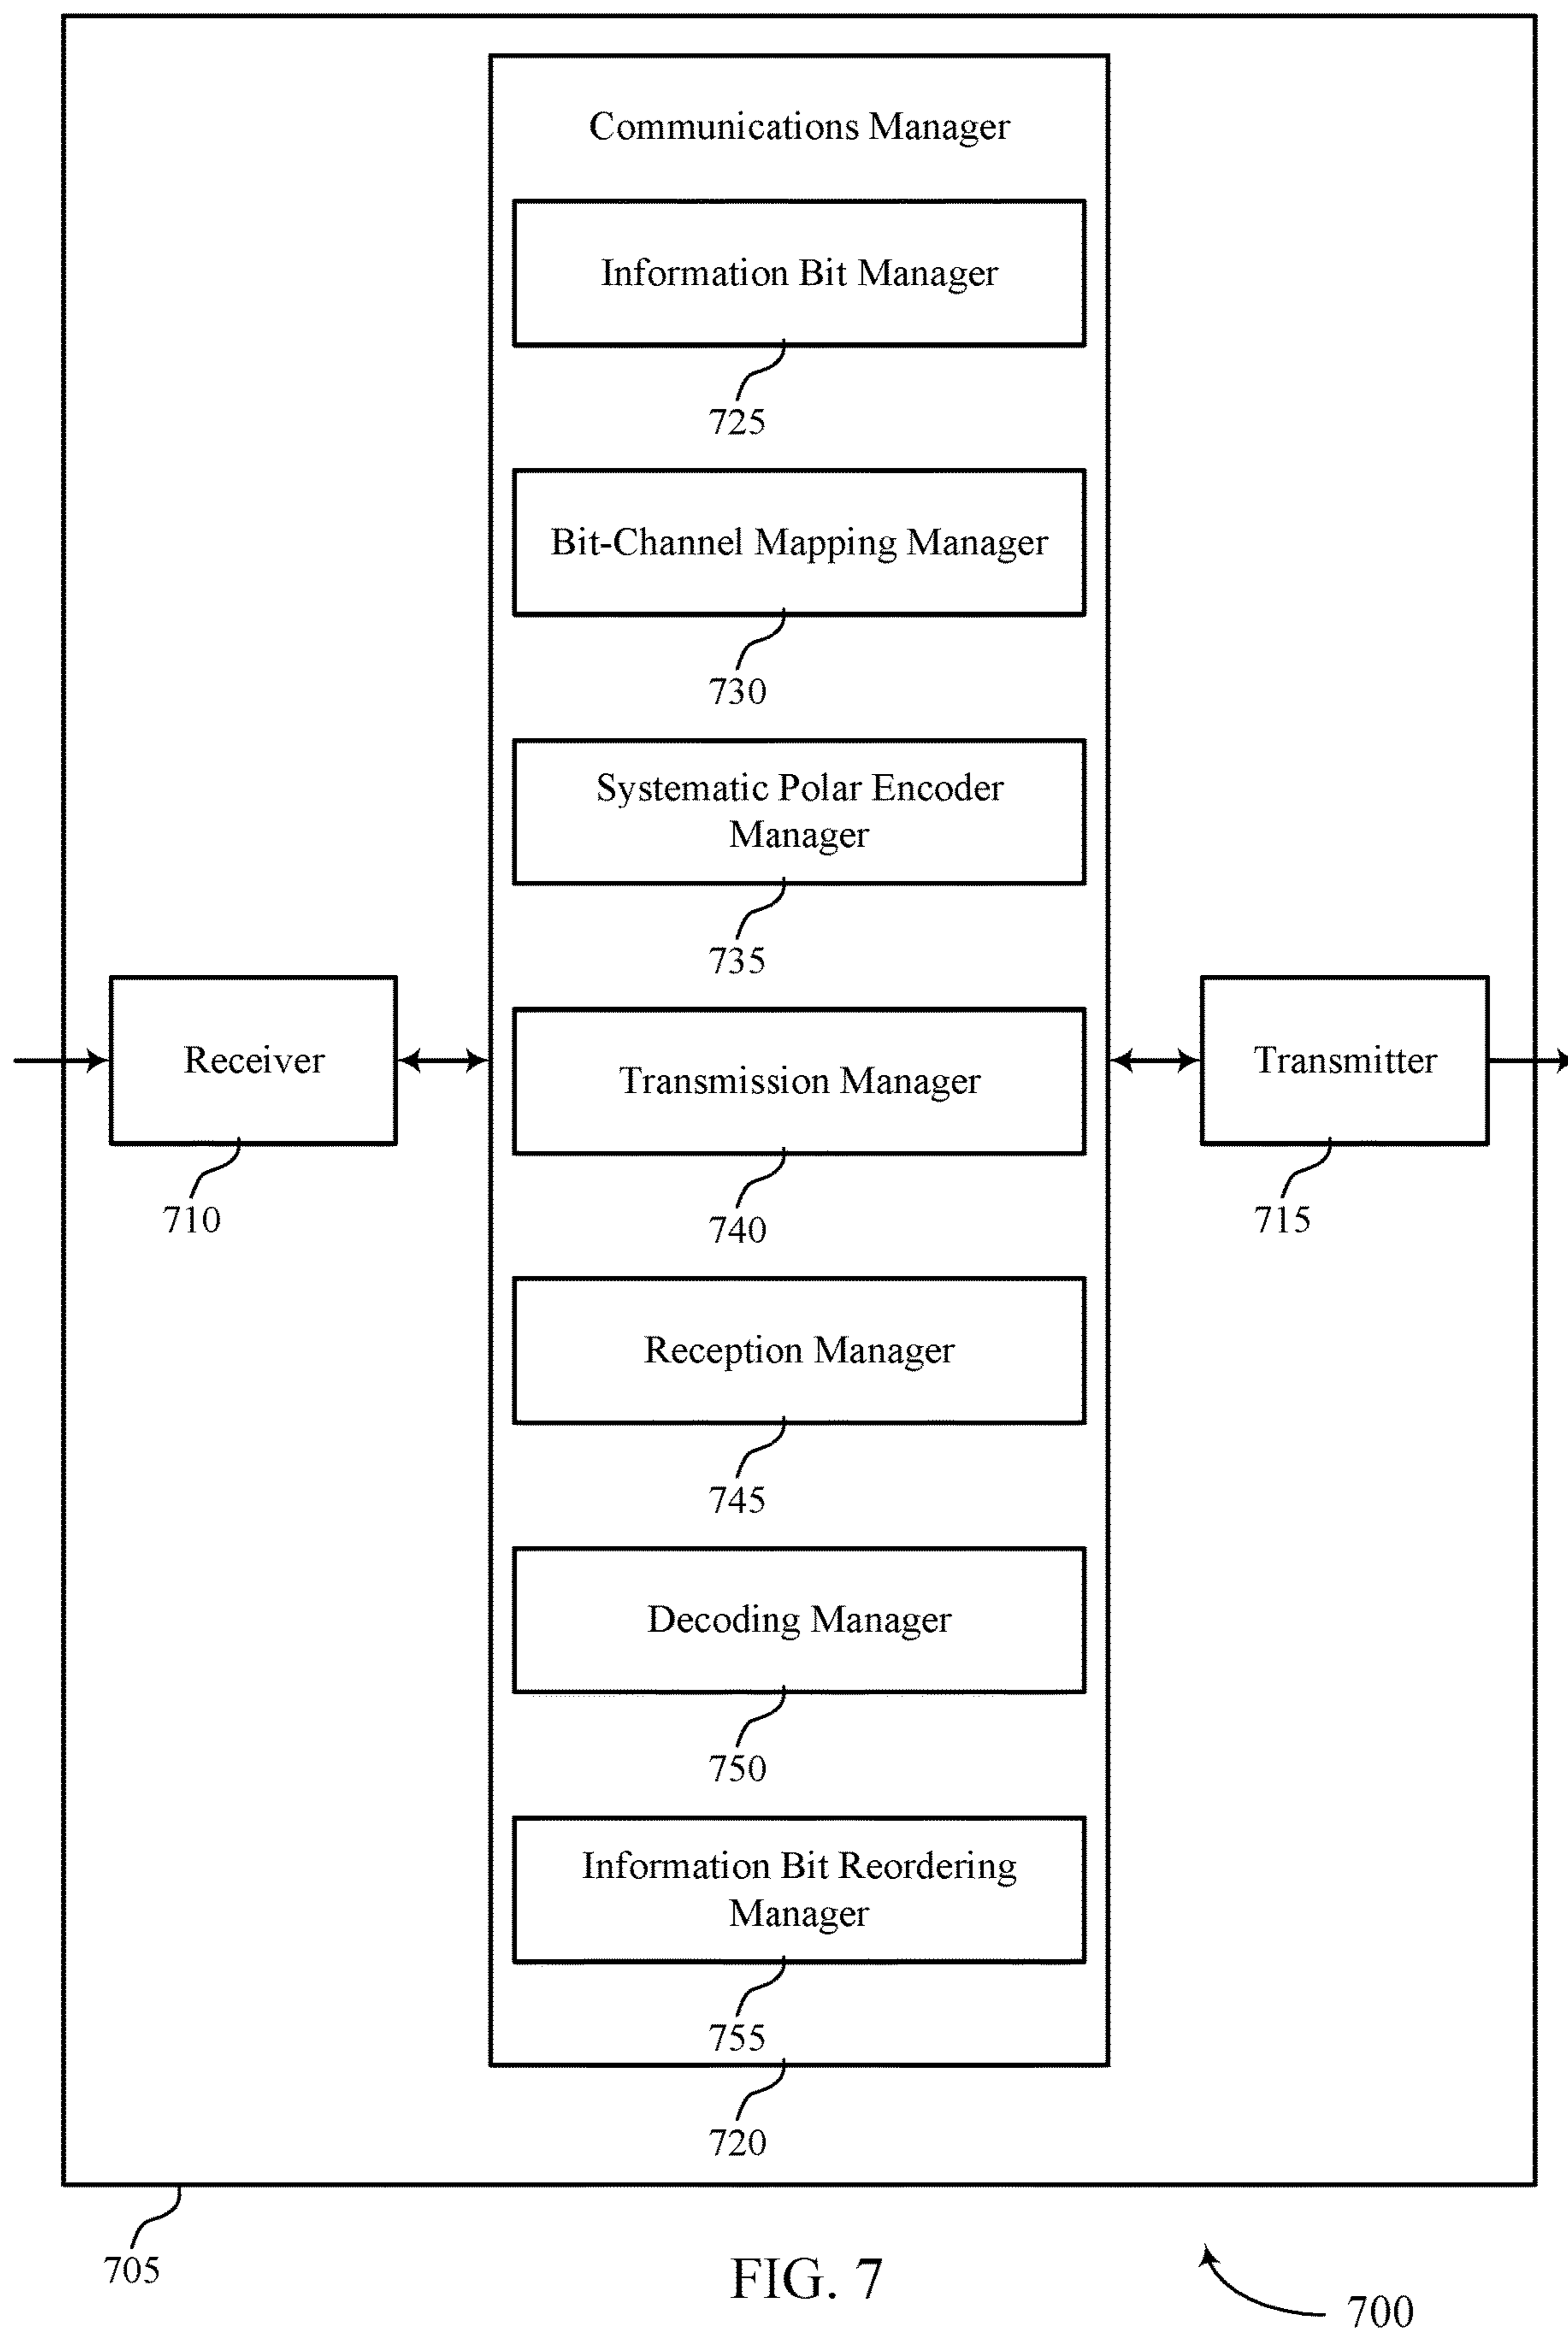 Communications Manager
Information Bit Manager
725
Bit-Channel Mapping Manager
730
Systematic Polar Encoder
Manager
735
Receiver
710
Transmission Manager
740
Transmitter
715
Reception Manager
745
Decoding Manager
750
Information Bit Reordering
Manager
755
720
705
FIG. 7
700